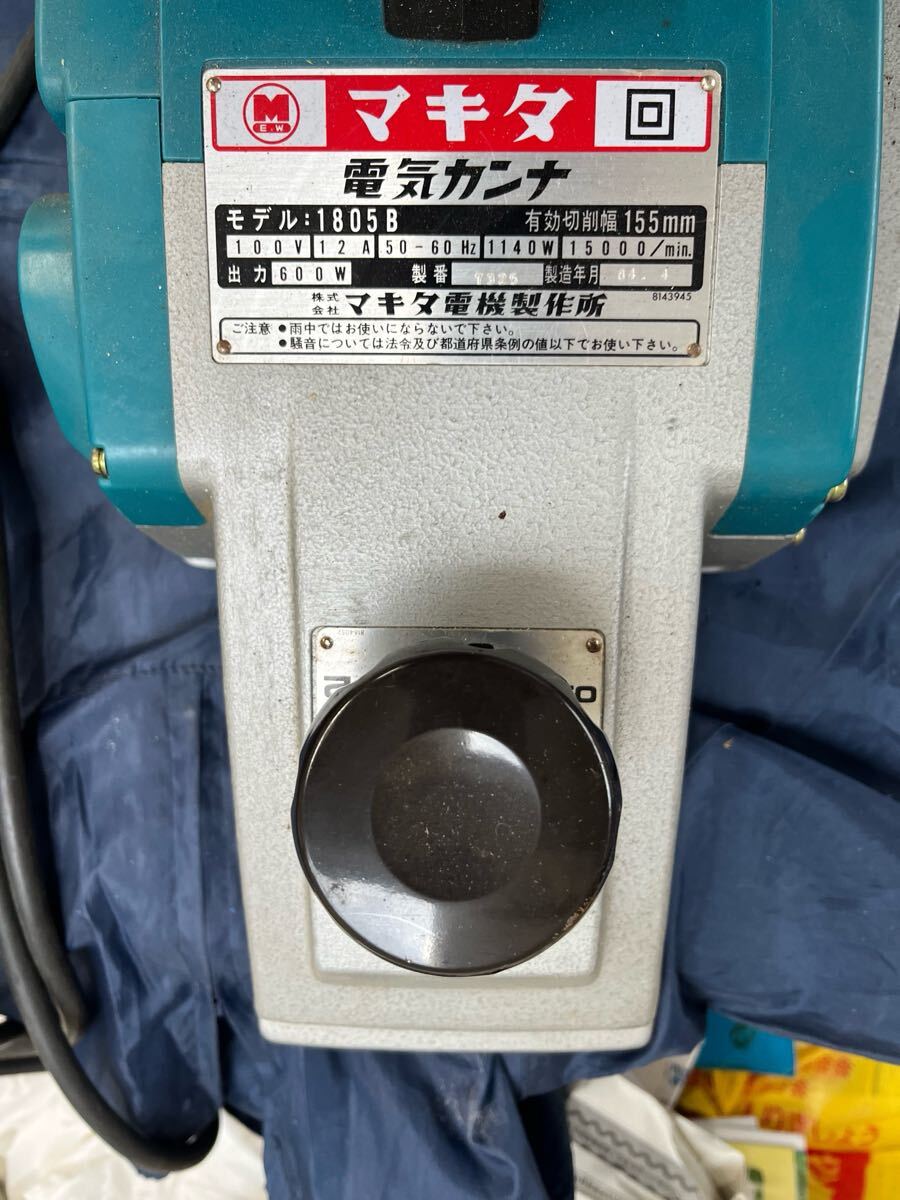 M
E.W
マキタ
電気カンナ
モデル:1805B 有効切削幅 155mm
100V 12A 50-60Hz 1140W 15000/min.
出力 600W 製番 製造年月 84. 4
株式会社 マキタ電機製作所 8143945
ご注意 ●雨中ではお使いにならないで下さい。
●騒音については法令及び都道府県条例の値以下でお使い下さい。